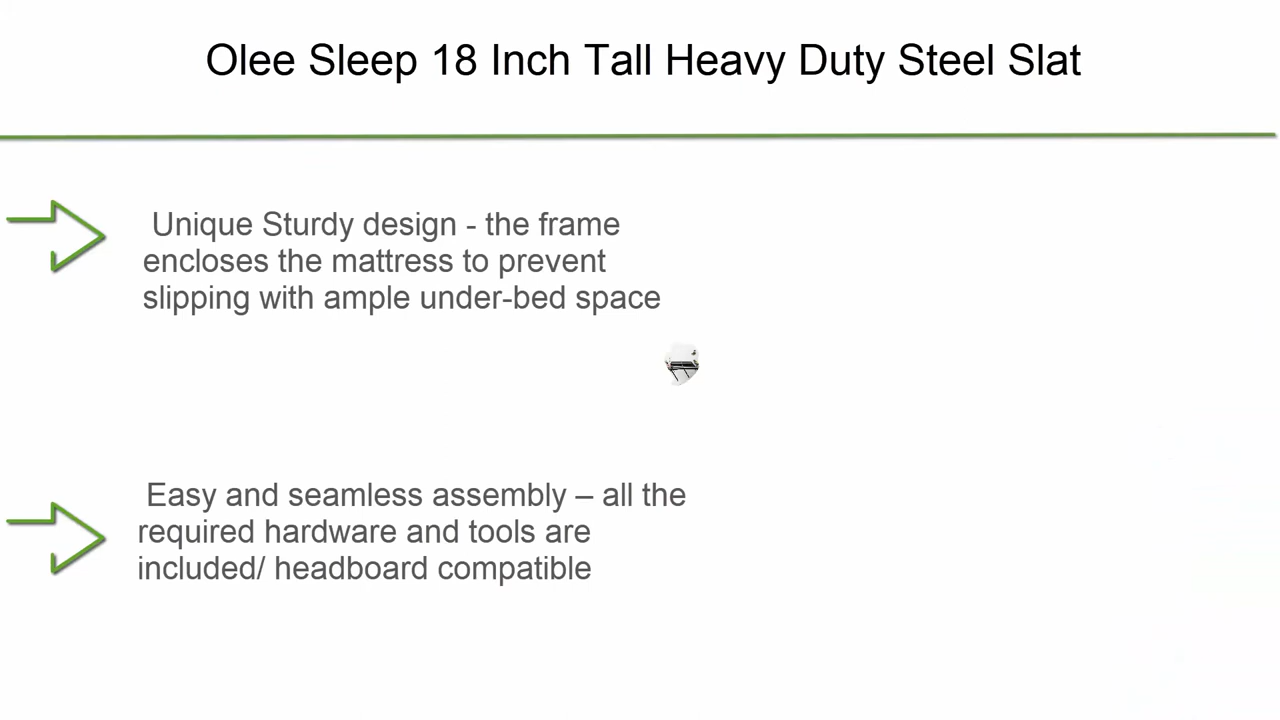 Olee Sleep 18 Inch Tall Heavy Duty Steel Slat
Unique Sturdy design - the frame
encloses the mattress to prevent
slipping with ample under-bed space
Easy and seamless assembly – all the
required hardware and tools are
included/ headboard compatible